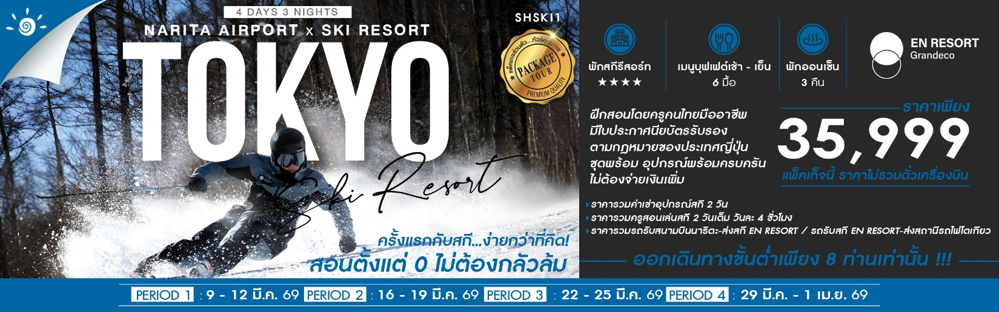 4 DAYS 3 NIGHTS
NARITA AIRPORT x SKI RESORT
TOKYO
Ski Resort
SHSKI1
แพ็คเกจส่วนตัว...ทัวร์คุณภาพ
PACKAGE
TOUR
PREMIUM QUALITY
ครั้งแรกกับสกี...ง่ายกว่าที่คิด!
สอนตั้งแต่ 0 ไม่ต้องกลัวล้ม
พักสกีรีสอร์ท
★★★★
เมนูบุฟเฟต์เช้า - เย็น
6 มื้อ
พักออนเซ็น
3 คืน
EN RESORT
Grandeco
ฝึกสอนโดยครูคนไทยมืออาชีพ
มีใบประกาศนียบัตรรับรอง
ตามกฎหมายของประเทศญี่ปุ่น
ชุดพร้อม อุปกรณ์พร้อมครบครัน
ไม่ต้องจ่ายเงินเพิ่ม
ราคาเพียง
35,999
แพ็คเก็จนี้ ราคาไม่รวมตั๋วเครื่องบิน
ราคารวมค่าเช่าอุปกรณ์สกี 2 วัน
ราคารวมครูสอนเล่นสกี 2 วันเต็ม วันละ 4 ชั่วโมง
ราคารวมรถรับสนามบินนาริตะ-ส่งสกี EN RESORT / รถรับสกี EN RESORT-ส่งสถานีรถไฟโตเกียว
ออกเดินทางขั้นต่ำเพียง 8 ท่านเท่านั้น !!!
PERIOD 1 : 9 - 12 มี.ค. 69 PERIOD 2 : 16 - 19 มี.ค. 69 PERIOD 3 : 22 - 25 มี.ค. 69 PERIOD 4 : 29 มี.ค. - 1 เม.ย. 69